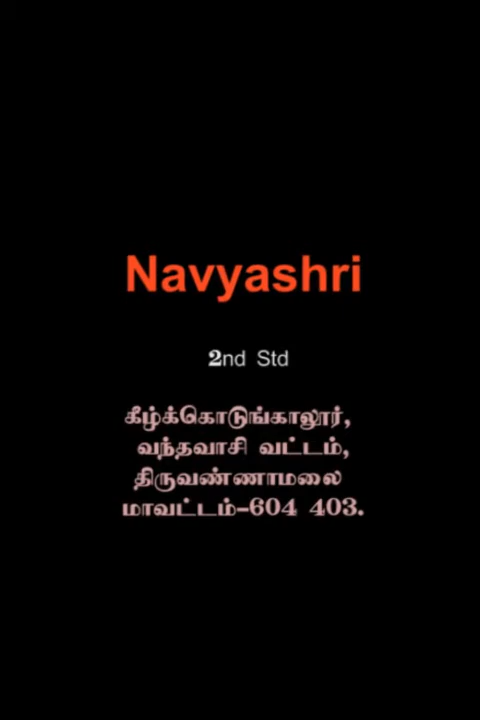 Navyashri
2nd Std
கீழ்க்கொடுங்காலூர்,
வந்தவாசி வட்டம்,
திருவண்ணாமலை
மாவட்டம்-604 403.